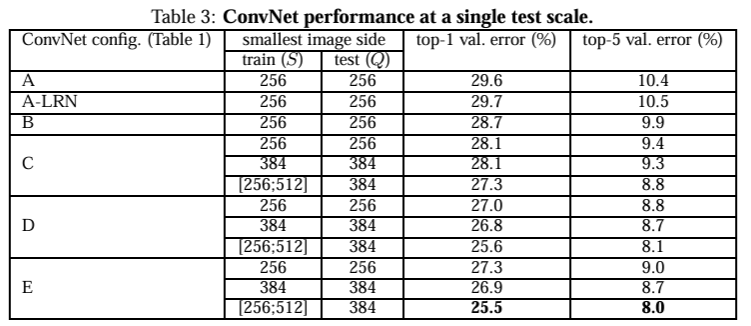 Table 3: ConvNet performance at a single test scale.
ConvNet config. (Table 1) smallest image side top-1 val. error (%) top-5 val. error (%)
train (S) test (Q)
A 256 256 29.6 10.4
A-LRN 256 256 29.7 10.5
B 256 256 28.7 9.9
256 256 28.1 9.4
C 384 384 28.1 9.3
[256;512] 384 27.3 8.8
256 256 27.0 8.8
D 384 384 26.8 8.7
[256;512] 384 25.6 8.1
256 256 27.3 9.0
E 384 384 26.9 8.7
[256;512] 384 25.5 8.0